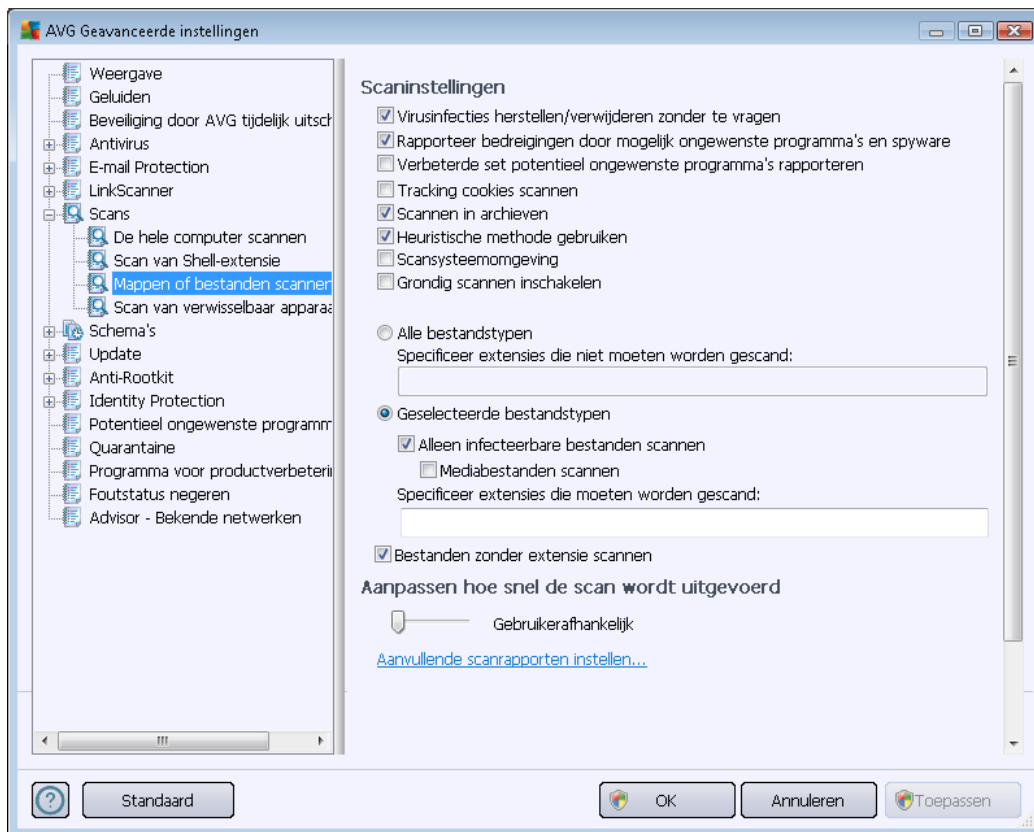 AVG Geavanceerde instellingen
Weergave
Geluiden
Beveiliging door AVG tijdelijk uitsch
Antivirus
E-mail Protection
LinkScanner
Scans
De hele computer scannen
Scan van Shell-extensie
Mappen of bestanden scannen
Scan van verwisselbaar apparaa
Schema's
Update
Anti-Rootkit
Identity Protection
Potentieel ongewenste programm
Quarantaine
Programma voor productverbeterin
Foutstatus negeren
Advisor - Bekende netwerken
Scaninstellingen
Virusinfecties herstellen/verwijderen zonder te vragen
Rapporteer bedreigingen door mogelijk ongewenste programma's en spyware
Verbeterde set potentieel ongewenste programma's rapporteren
Tracking cookies scannen
Scannen in archieven
Heuristische methode gebruiken
Scansysteemomgeving
Grondig scannen inschakelen
Alle bestandstypen
Specificeer extensies die niet moeten worden gescand:
Geselecteerde bestandstypen
Alleen infecteerbare bestanden scannen
Mediabestanden scannen
Specificeer extensies die moeten worden gescand:
Bestanden zonder extensie scannen
Aanpassen hoe snel de scan wordt uitgevoerd
Gebruikerafhankelijk
Aanvullende scanrapporten instellen...
Standaard
OK
Annuleren
Toepassen